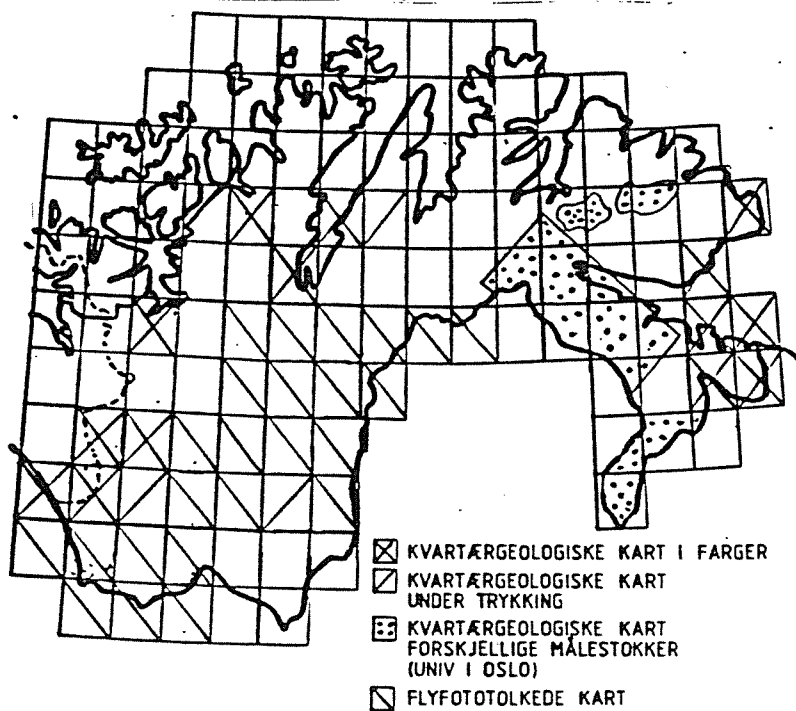 KVARTÆRGEOLOGISKE KART I FARGER
KVARTÆRGEOLOGISKE KART
UNDER TRYKKING
KVARTÆRGEOLOGISKE KART
FORSKJELLIGE MÅLESTOKKER
(UNIV I OSLO)
FLYFOTOTOLKEDE KART